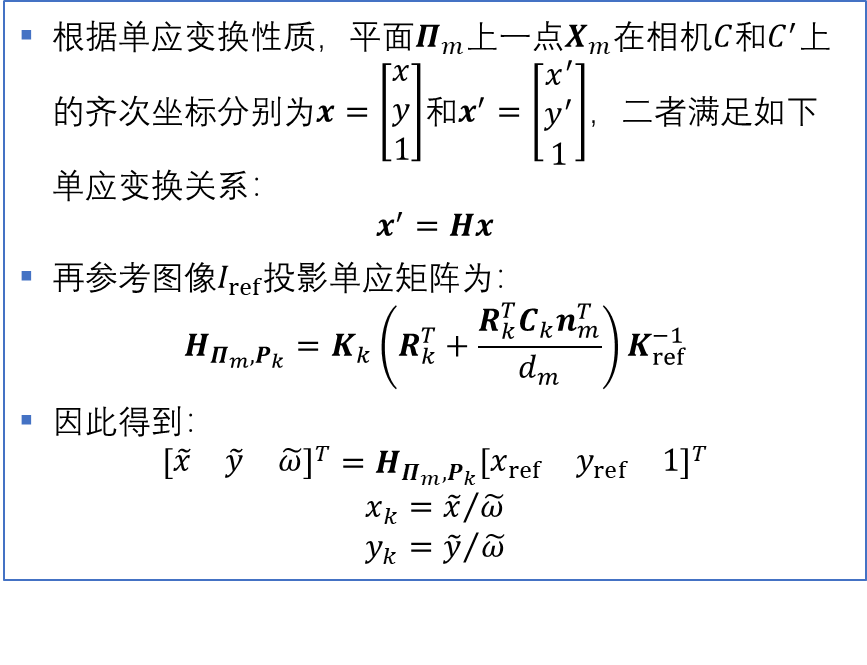 ▪ 根据单应变换性质，平面𝜫ₘ上一点𝑿ₘ在相机𝐶和𝐶′上
的齐次坐标分别为𝒙 = [x y 1]和𝒙′ = [x′ y′ 1]，二者满足如下
单应变换关系：
𝒙′ = 𝑯𝒙
▪ 再参考图像I_ref投影单应矩阵为：
𝑯_{𝜫_m,𝑷_k} = 𝑲_k (𝑹_k^T + 𝑹_k^T 𝑪_k 𝒏_m^T / d_m) 𝑲_ref^{−1}
▪ 因此得到：
[x̃ ỹ ω̃]^T = 𝑯_{𝜫_m,𝑷_k}[x_ref y_ref 1]^T
x_k = x̃/ω̃
y_k = ỹ/ω̃